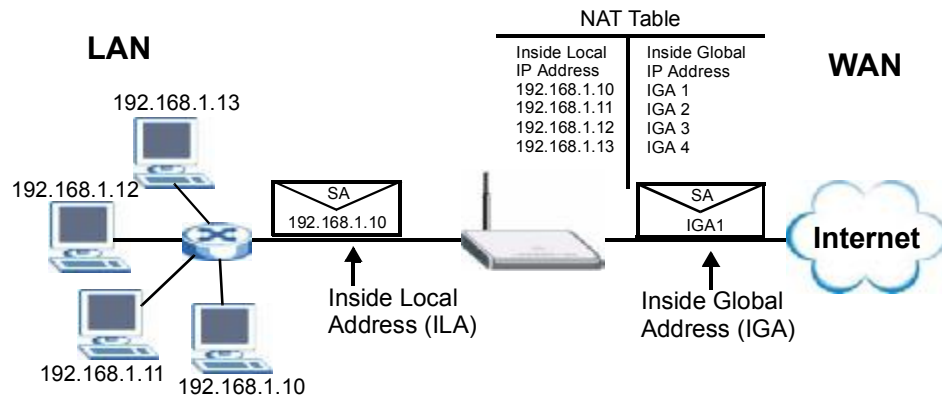 NAT Table
LAN
WAN
Inside Local
IP Address
192.168.1.10
192.168.1.11
192.168.1.12
192.168.1.13
Inside Global
IP Address
IGA 1
IGA 2
IGA 3
IGA 4
192.168.1.13
192.168.1.12
SA
192.168.1.10
SA
IGA1
Internet
Inside Local
Address (ILA)
Inside Global
Address (IGA)
192.168.1.11
192.168.1.10